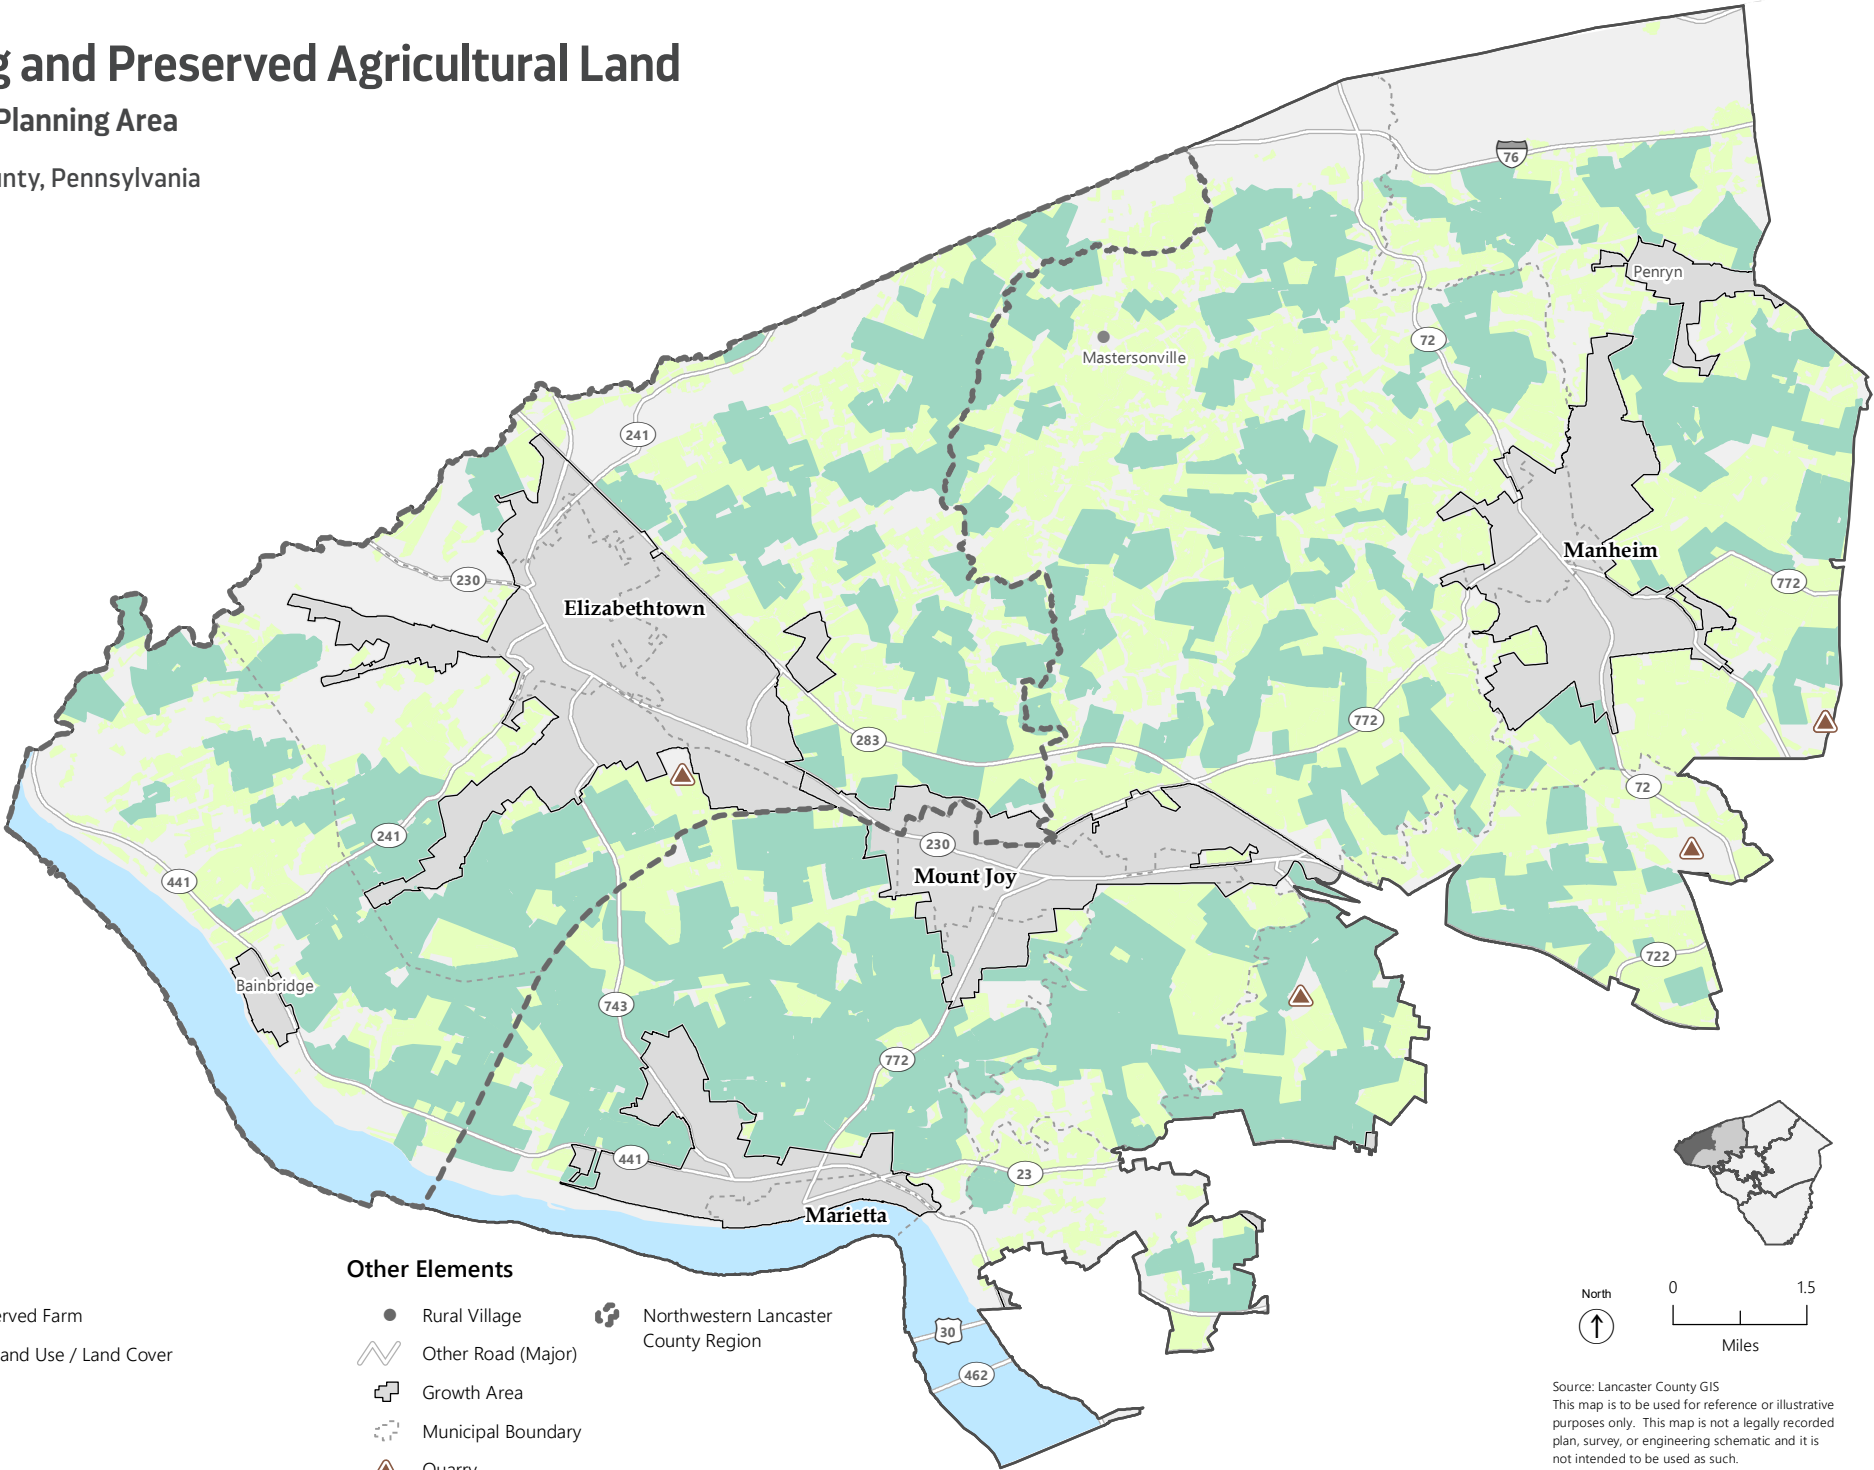 g and Preserved Agricultural Land
Planning Area
unty, Pennsylvania
76
Penryn
72
Mastersonville
241
Manheim
230
772
Elizabethtown
772
283
72
241
230
441
Mount Joy
722
Bainbridge
743
772
441
23
Marietta
30
462
Other Elements
erved Farm
Rural Village
Northwestern Lancaster
County Region
and Use / Land Cover
Other Road (Major)
Growth Area
Municipal Boundary
Quarry
North
0 1.5
Miles
Source: Lancaster County GIS
This map is to be used for reference or illustrative
purposes only. This map is not a legally recorded
plan, survey, or engineering schematic and it is
not intended to be used as such.